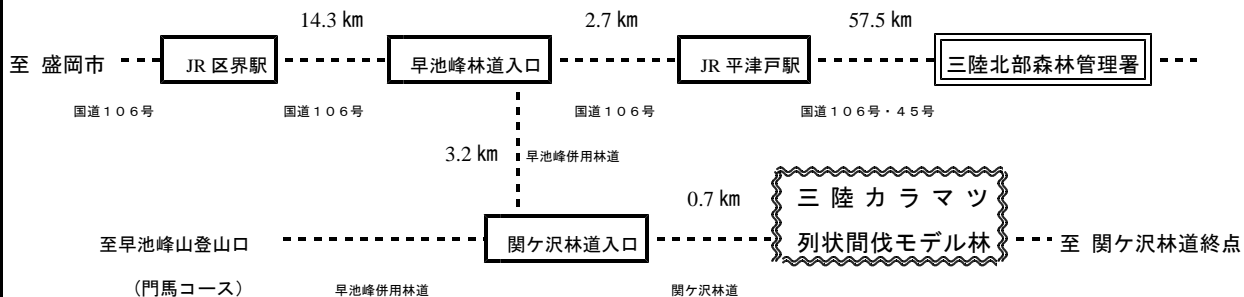 14.3 ㎞ 2.7 ㎞ 57.5 ㎞
至 盛岡市 JR 区界駅 早池峰林道入口 JR 平津戸駅 三陸北部森林管理署
国道１０６号 国道１０６号 国道１０６号 国道１０６号・４５号
3.2 ㎞ 早池峰併用林道
0.7 ㎞ 三陸カラマツ
至早池峰山登山口 関ケ沢林道入口 列状間伐モデル林 至 関ケ沢林道終点
（門馬コース） 早池峰併用林道 関ケ沢林道